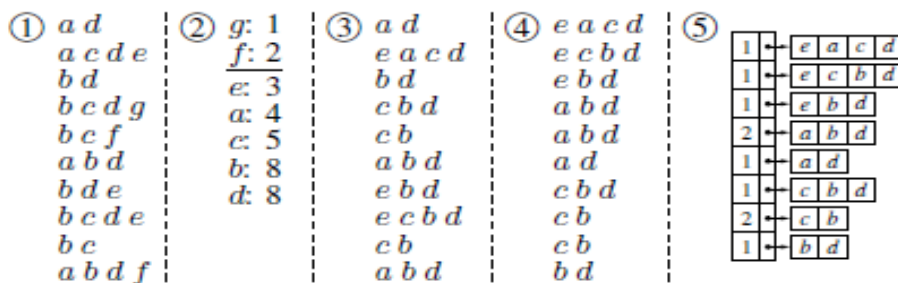 ① a d
a c d e
b d
b c d g
b c f
a b d
b d e
b c d e
b c
a b d f
② g: 1
f: 2
e: 3
a: 4
c: 5
b: 8
d: 8
③ a d
e a c d
b d
c b d
c b
a b d
e b d
e c b d
c b
a b d
④ e a c d
e c b d
e b d
a b d
a b d
a d
c b d
c b
c b
b d
⑤
1 e a c d
1 e c b d
1 e b d
2 a b d
1 a d
1 c b d
2 c b
1 b d